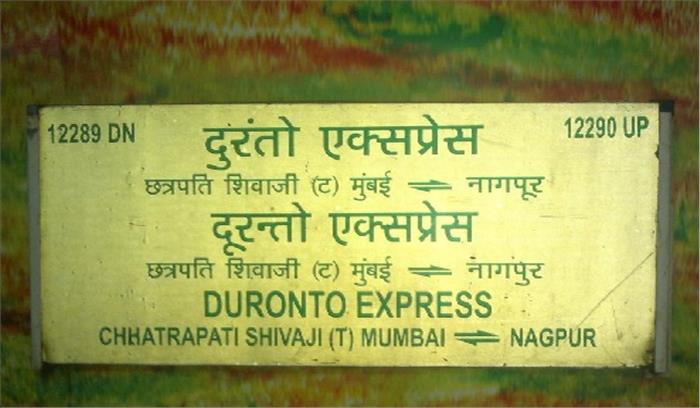 12289 DN दुरंतो एक्सप्रेस 12290 UP
छत्रपति शिवाजी (ट) मुंबई ⇌ नागपूर
दूरन्तो एक्सप्रेस
छत्रपति शिवाजी (ट) मुंबई ⇌ नागपुर
DURONTO EXPRESS
CHHATRAPATI SHIVAJI (T) MUMBAI ⇌ NAGPUR